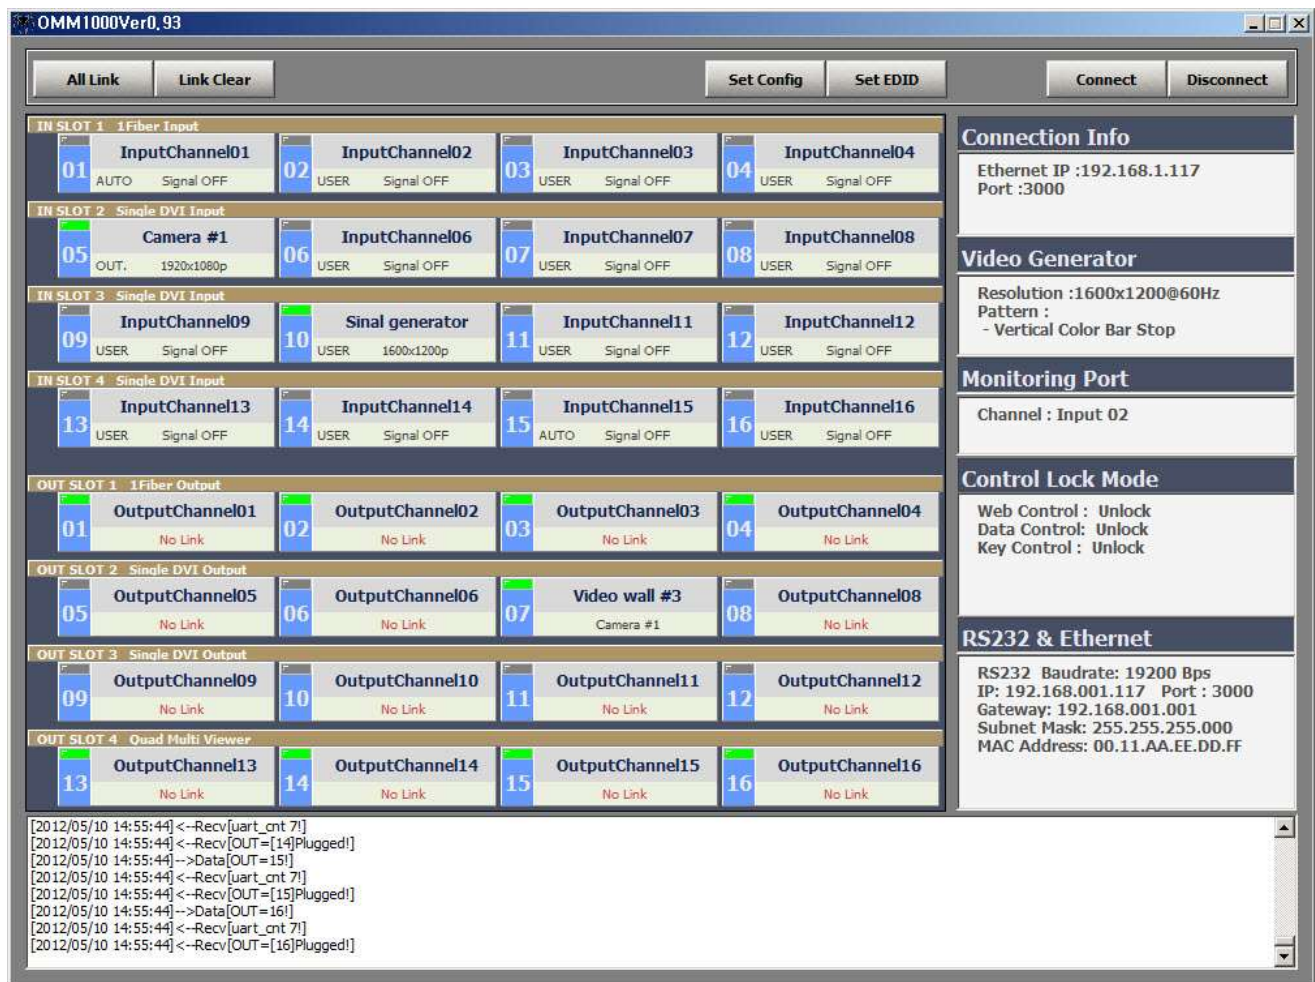 OMM1000Ver0,93
All Link Link Clear Set Config Set EDID Connect Disconnect
IN SLOT 1 1Fiber Input
01 InputChannel01 AUTO Signal OFF
02 InputChannel02 USER Signal OFF
03 InputChannel03 USER Signal OFF
04 InputChannel04 USER Signal OFF
IN SLOT 2 Single DVI Input
05 Camera #1 OUT. 1920x1080p
06 InputChannel06 USER Signal OFF
07 InputChannel07 USER Signal OFF
08 InputChannel08 USER Signal OFF
IN SLOT 3 Single DVI Input
09 InputChannel09 USER Signal OFF
10 Sinal generator USER 1600x1200p
11 InputChannel11 USER Signal OFF
12 InputChannel12 USER Signal OFF
IN SLOT 4 Single DVI Input
13 InputChannel13 USER Signal OFF
14 InputChannel14 USER Signal OFF
15 InputChannel15 AUTO Signal OFF
16 InputChannel16 USER Signal OFF
OUT SLOT 1 1Fiber Output
01 OutputChannel01 No Link
02 OutputChannel02 No Link
03 OutputChannel03 No Link
04 OutputChannel04 No Link
OUT SLOT 2 Single DVI Output
05 OutputChannel05 No Link
06 OutputChannel06 No Link
07 Video wall #3 Camera #1
08 OutputChannel08 No Link
OUT SLOT 3 Single DVI Output
09 OutputChannel09 No Link
10 OutputChannel10 No Link
11 OutputChannel11 No Link
12 OutputChannel12 No Link
OUT SLOT 4 Quad Multi Viewer
13 OutputChannel13 No Link
14 OutputChannel14 No Link
15 OutputChannel15 No Link
16 OutputChannel16 No Link
Connection Info
Ethernet IP :192.168.1.117
Port :3000
Video Generator
Resolution :1600x1200@60Hz
Pattern :
- Vertical Color Bar Stop
Monitoring Port
Channel : Input 02
Control Lock Mode
Web Control : Unlock
Data Control: Unlock
Key Control : Unlock
RS232 & Ethernet
RS232 Baudrate: 19200 Bps
IP: 192.168.001.117 Port : 3000
Gateway: 192.168.001.001
Subnet Mask: 255.255.255.000
MAC Address: 00.11.AA.EE.DD.FF
[2012/05/10 14:55:44]<--Recv[uart_cnt 7!]
[2012/05/10 14:55:44]<--Recv[OUT=[14]Plugged!]
[2012/05/10 14:55:44]-->Data[OUT=15!]
[2012/05/10 14:55:44]<--Recv[uart_cnt 7!]
[2012/05/10 14:55:44]<--Recv[OUT=[15]Plugged!]
[2012/05/10 14:55:44]-->Data[OUT=16!]
[2012/05/10 14:55:44]<--Recv[uart_cnt 7!]
[2012/05/10 14:55:44]<--Recv[OUT=[16]Plugged!]